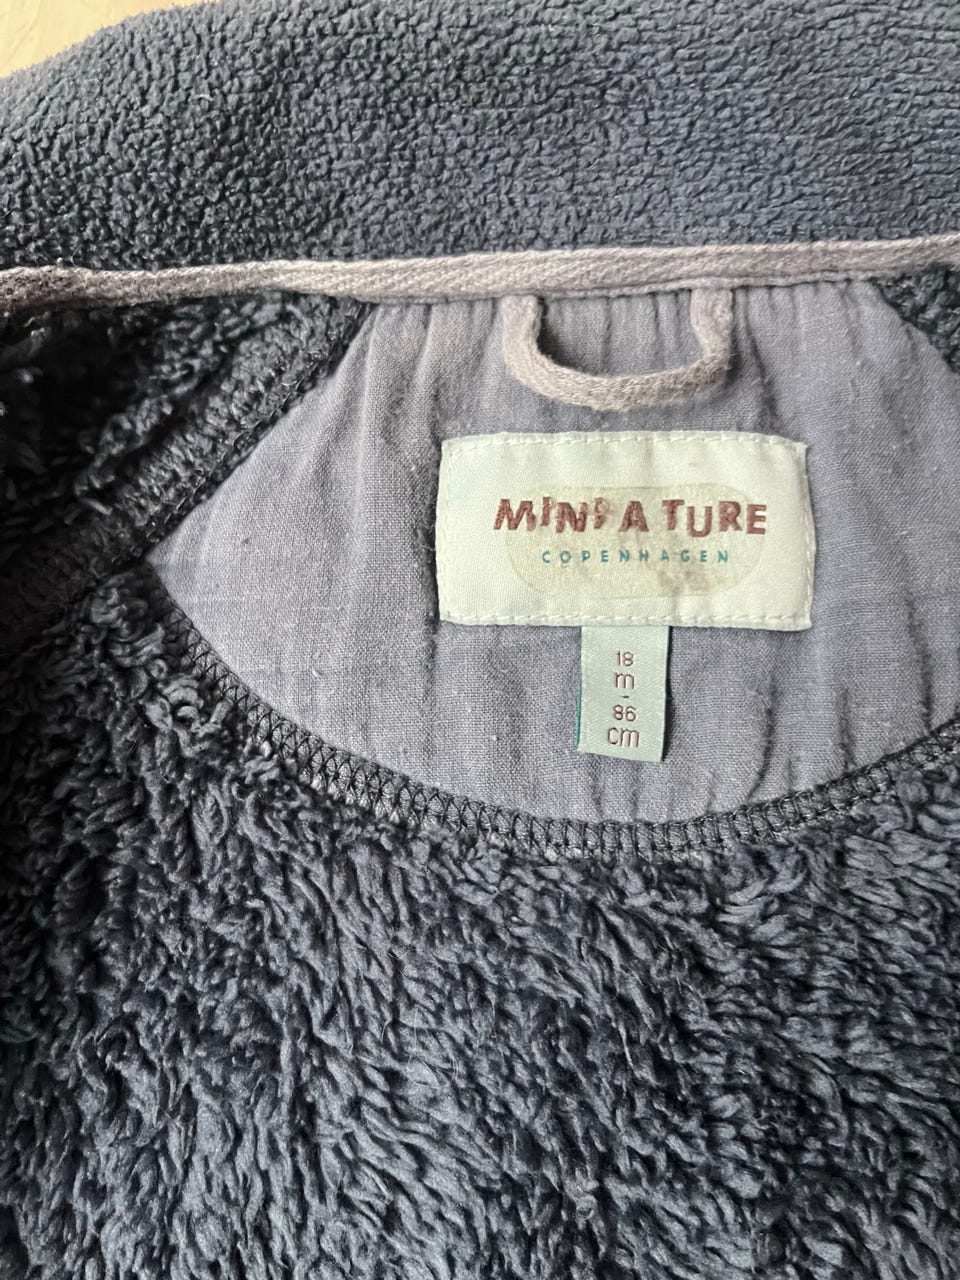 MINI A TURE
COPENHAGEN
18
m
-
86
cm